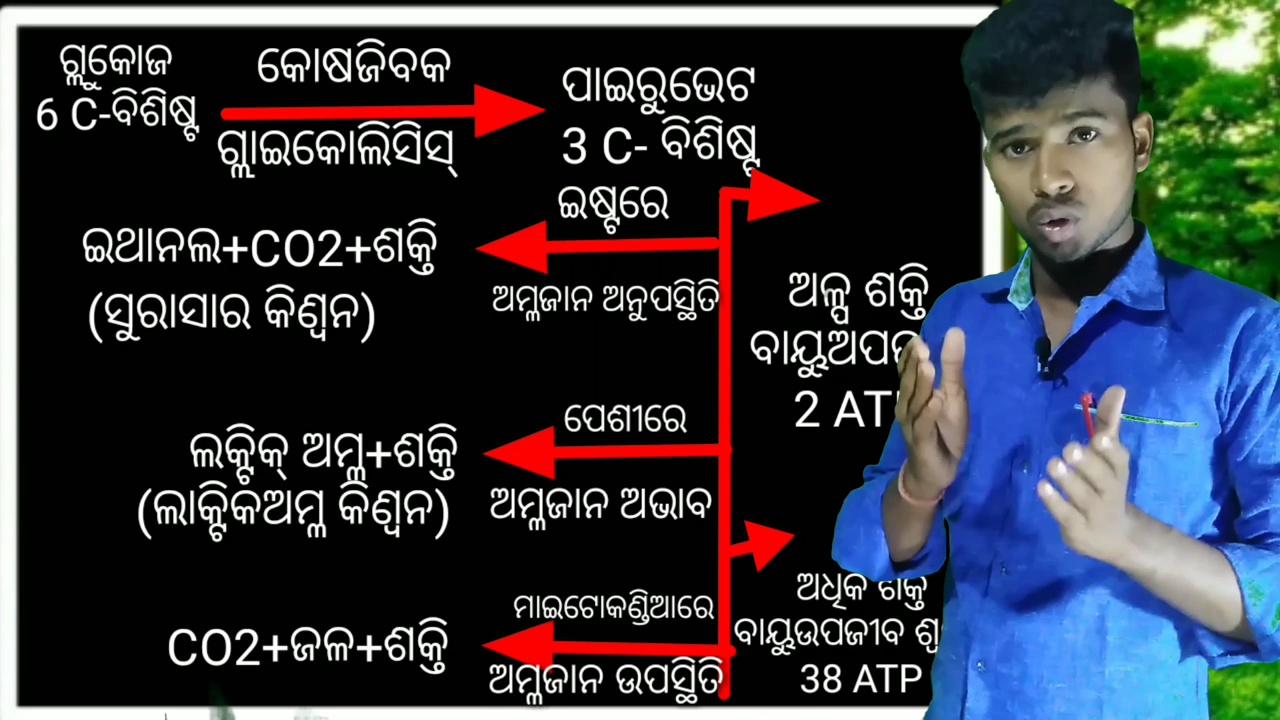 ଗ୍ଲୁକୋଜ
6 C-ବିଶିଷ୍ଟ
କୋଷଜିବକ
ଗ୍ଲାଇକୋଲିସିସ୍
ପାଇରୁଭେଟ
3 C- ବିଶିଷ୍ଟ
ଇଷ୍ଟରେ
ଇଥାନଲ+CO2+ଶକ୍ତି
(ସୁରାସାର କିଣ୍ୱନ)
ଅମ୍ଳଜାନ ଅନୁପସ୍ଥିତି
ଅଳ୍ପ ଶକ୍ତି
2
ପେଶୀରେ
ଲକ୍ଟିକ୍ ଅମ୍ଳ+ଶକ୍ତି
(ଲାକ୍ଟିକଅମ୍ଳ କିଣ୍ୱନ)
ଅମ୍ଳଜାନ ଅଭାବ
ମାଇଟୋକଣ୍ଡିଆରେ
CO2+ଜଳ+ଶକ୍ତି
ଅମ୍ଳଜାନ ଉପସ୍ଥିତି
ଅଧିକ ଶକ୍ତି
ବାୟୁଉପଜୀବ
38 ATP